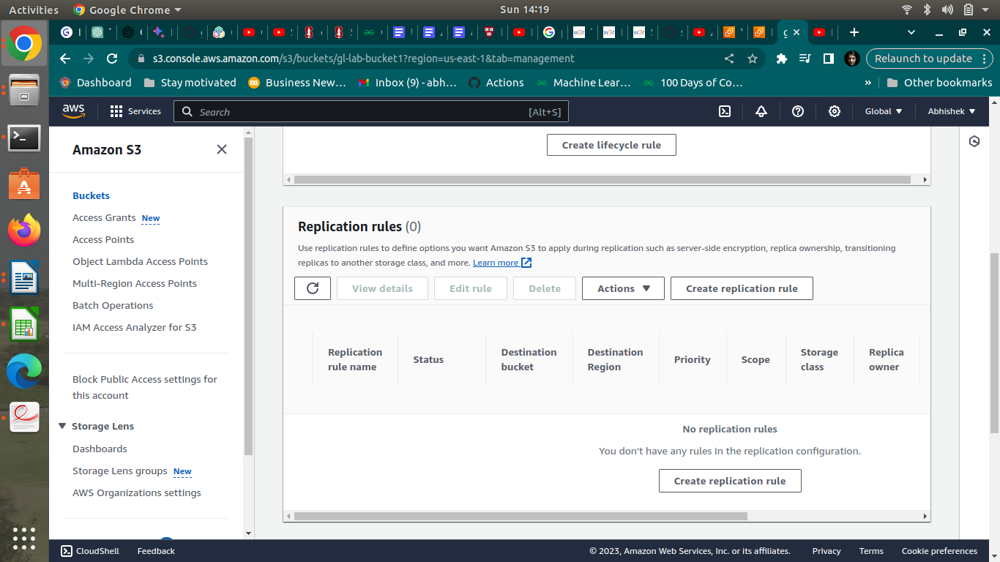 Activities
Google Chrome
Sun 14:19
s3.console.aws.amazon.com/s3/buckets/gl-lab-bucket1?region=us-east-1&tab=management
Relaunch to update
Dashboard
Stay motivated
Business New…
Inbox (9) - abh…
Actions
Machine Lear…
100 Days of Co…
»
Other bookmarks
aws
Services
Search
[Alt+S]
Global
Abhishek
Amazon S3
Buckets
Access Grants New
Access Points
Object Lambda Access Points
Multi-Region Access Points
Batch Operations
IAM Access Analyzer for S3
Block Public Access settings for
this account
Storage Lens
Dashboards
Storage Lens groups New
AWS Organizations settings
Create lifecycle rule
Replication rules (0)
Use replication rules to define options you want Amazon S3 to apply during replication such as server-side encryption, replica ownership, transitioning
replicas to another storage class, and more. Learn more
View details
Edit rule
Delete
Actions
Create replication rule
Replication
rule name
Status
Destination
bucket
Destination
Region
Priority
Scope
Storage
class
Replica
owner
No replication rules
You don't have any rules in the replication configuration.
Create replication rule
CloudShell
Feedback
© 2023, Amazon Web Services, Inc. or its affiliates.
Privacy
Terms
Cookie preferences